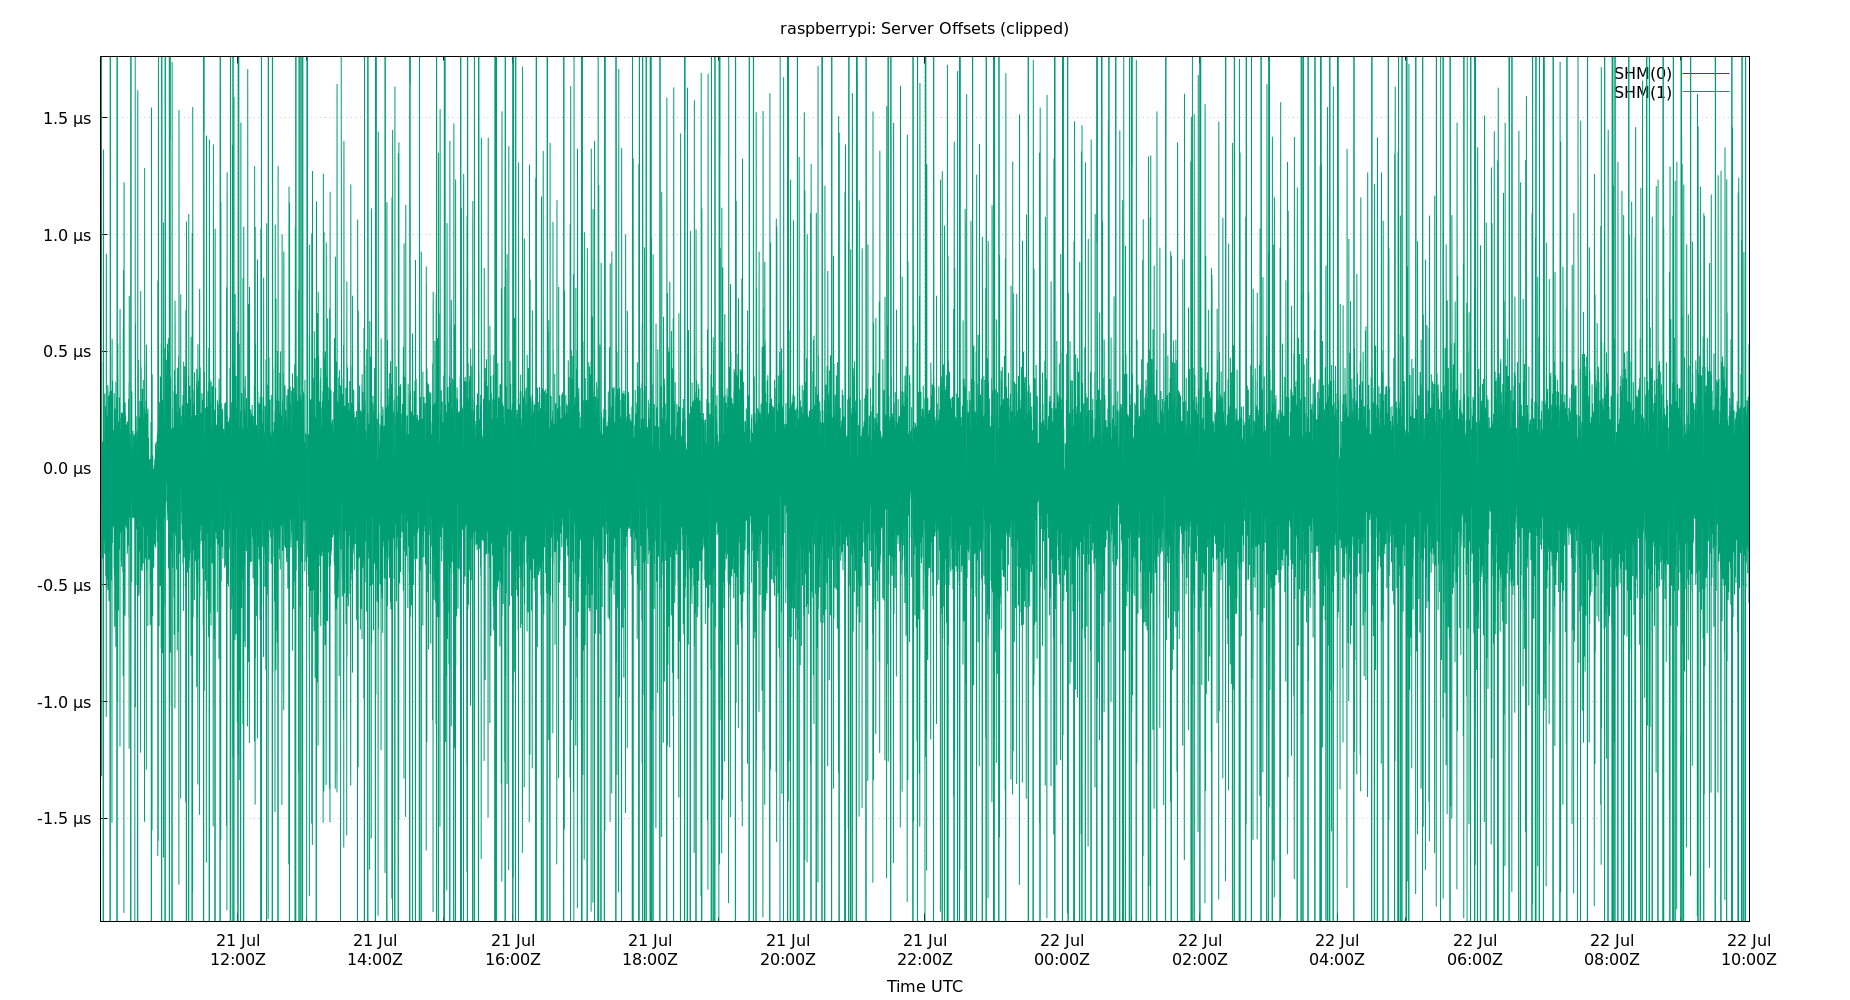 raspberrypi: Server Offsets (clipped)
SHM(0)
SHM(1)
1.5 µs
1.0 µs
0.5 µs
0.0 µs
-0.5 µs
-1.0 µs
-1.5 µs
21 Jul 21 Jul 21 Jul 21 Jul 21 Jul 21 Jul 22 Jul 22 Jul 22 Jul 22 Jul 22 Jul 22 Jul
12:00Z 14:00Z 16:00Z 18:00Z 20:00Z 22:00Z 00:00Z 02:00Z 04:00Z 06:00Z 08:00Z 10:00Z
Time UTC